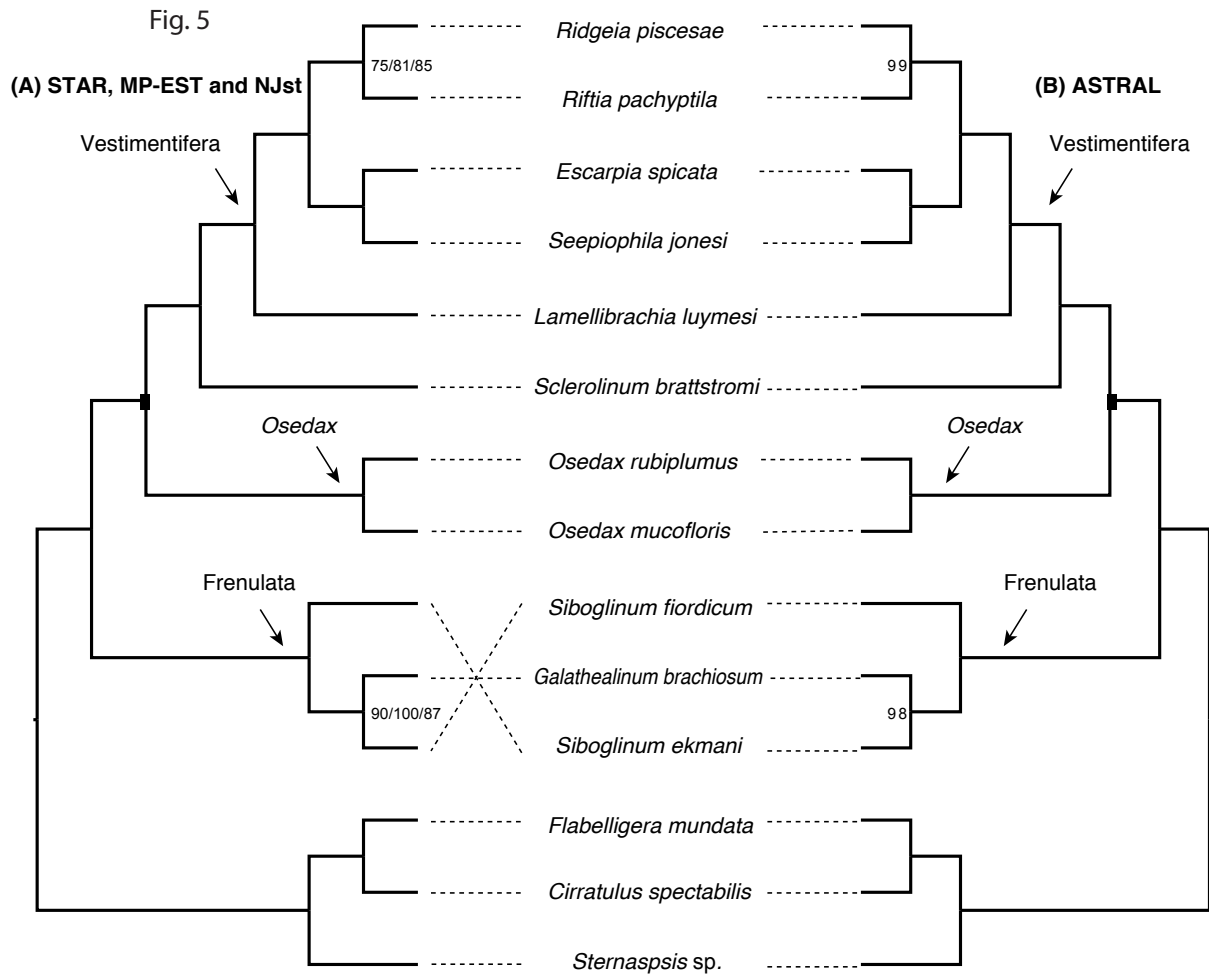 Fig. 5
(A) STAR, MP-EST and NJst
(B) ASTRAL
Ridgeia piscesae
75/81/85
99
Riftia pachyptila
Vestimentifera
Vestimentifera
Escarpia spicata
Seepiophila jonesi
Lamellibrachia luymesi
Sclerolinum brattstromi
Osedax
Osedax
Osedax rubiplumus
Osedax mucofloris
Frenulata
Frenulata
Siboglinum fiordicum
Galathealinum brachiosum
90/100/87
98
Siboglinum ekmani
Flabelligera mundata
Cirratulus spectabilis
Sternaspsis sp.